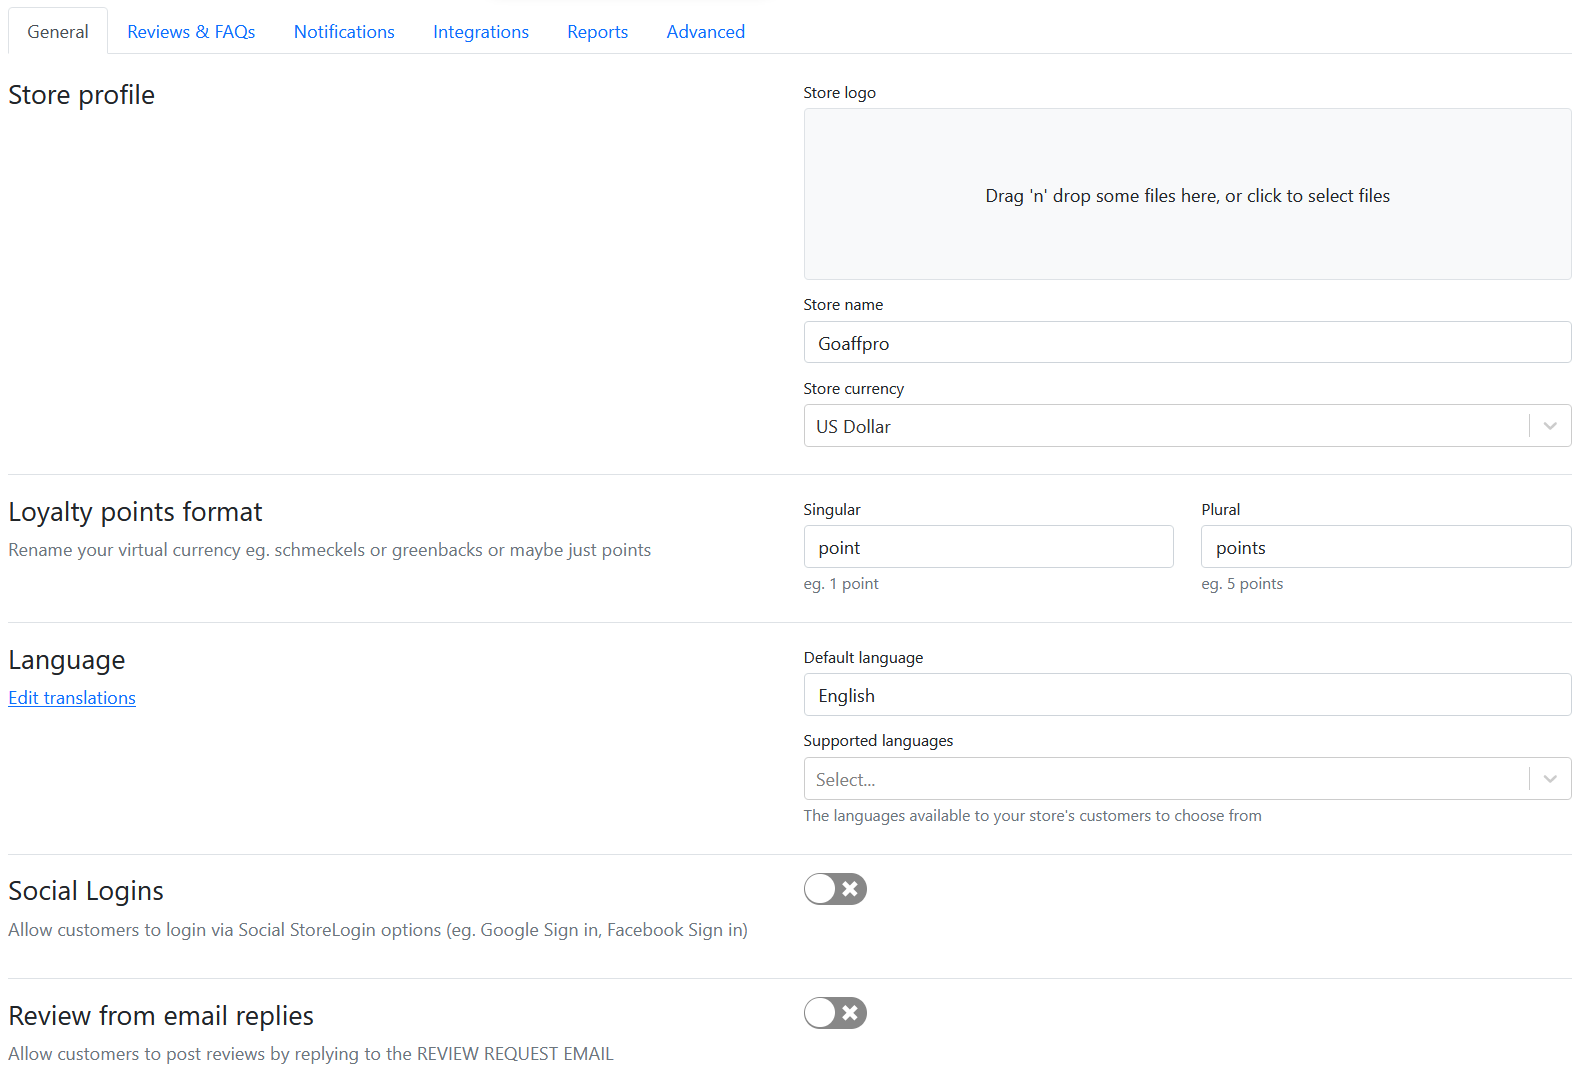 General Reviews & FAQs Notifications Integrations Reports Advanced
Store profile
Store logo
Drag 'n' drop some files here, or click to select files
Store name
Goaffpro
Store currency
US Dollar
Loyalty points format
Rename your virtual currency eg. schmeckels or greenbacks or maybe just points
Singular
point
eg. 1 point
Plural
points
eg. 5 points
Language
Edit translations
Default language
English
Supported languages
Select...
The languages available to your store's customers to choose from
Social Logins
Allow customers to login via Social StoreLogin options (eg. Google Sign in, Facebook Sign in)
Review from email replies
Allow customers to post reviews by replying to the REVIEW REQUEST EMAIL